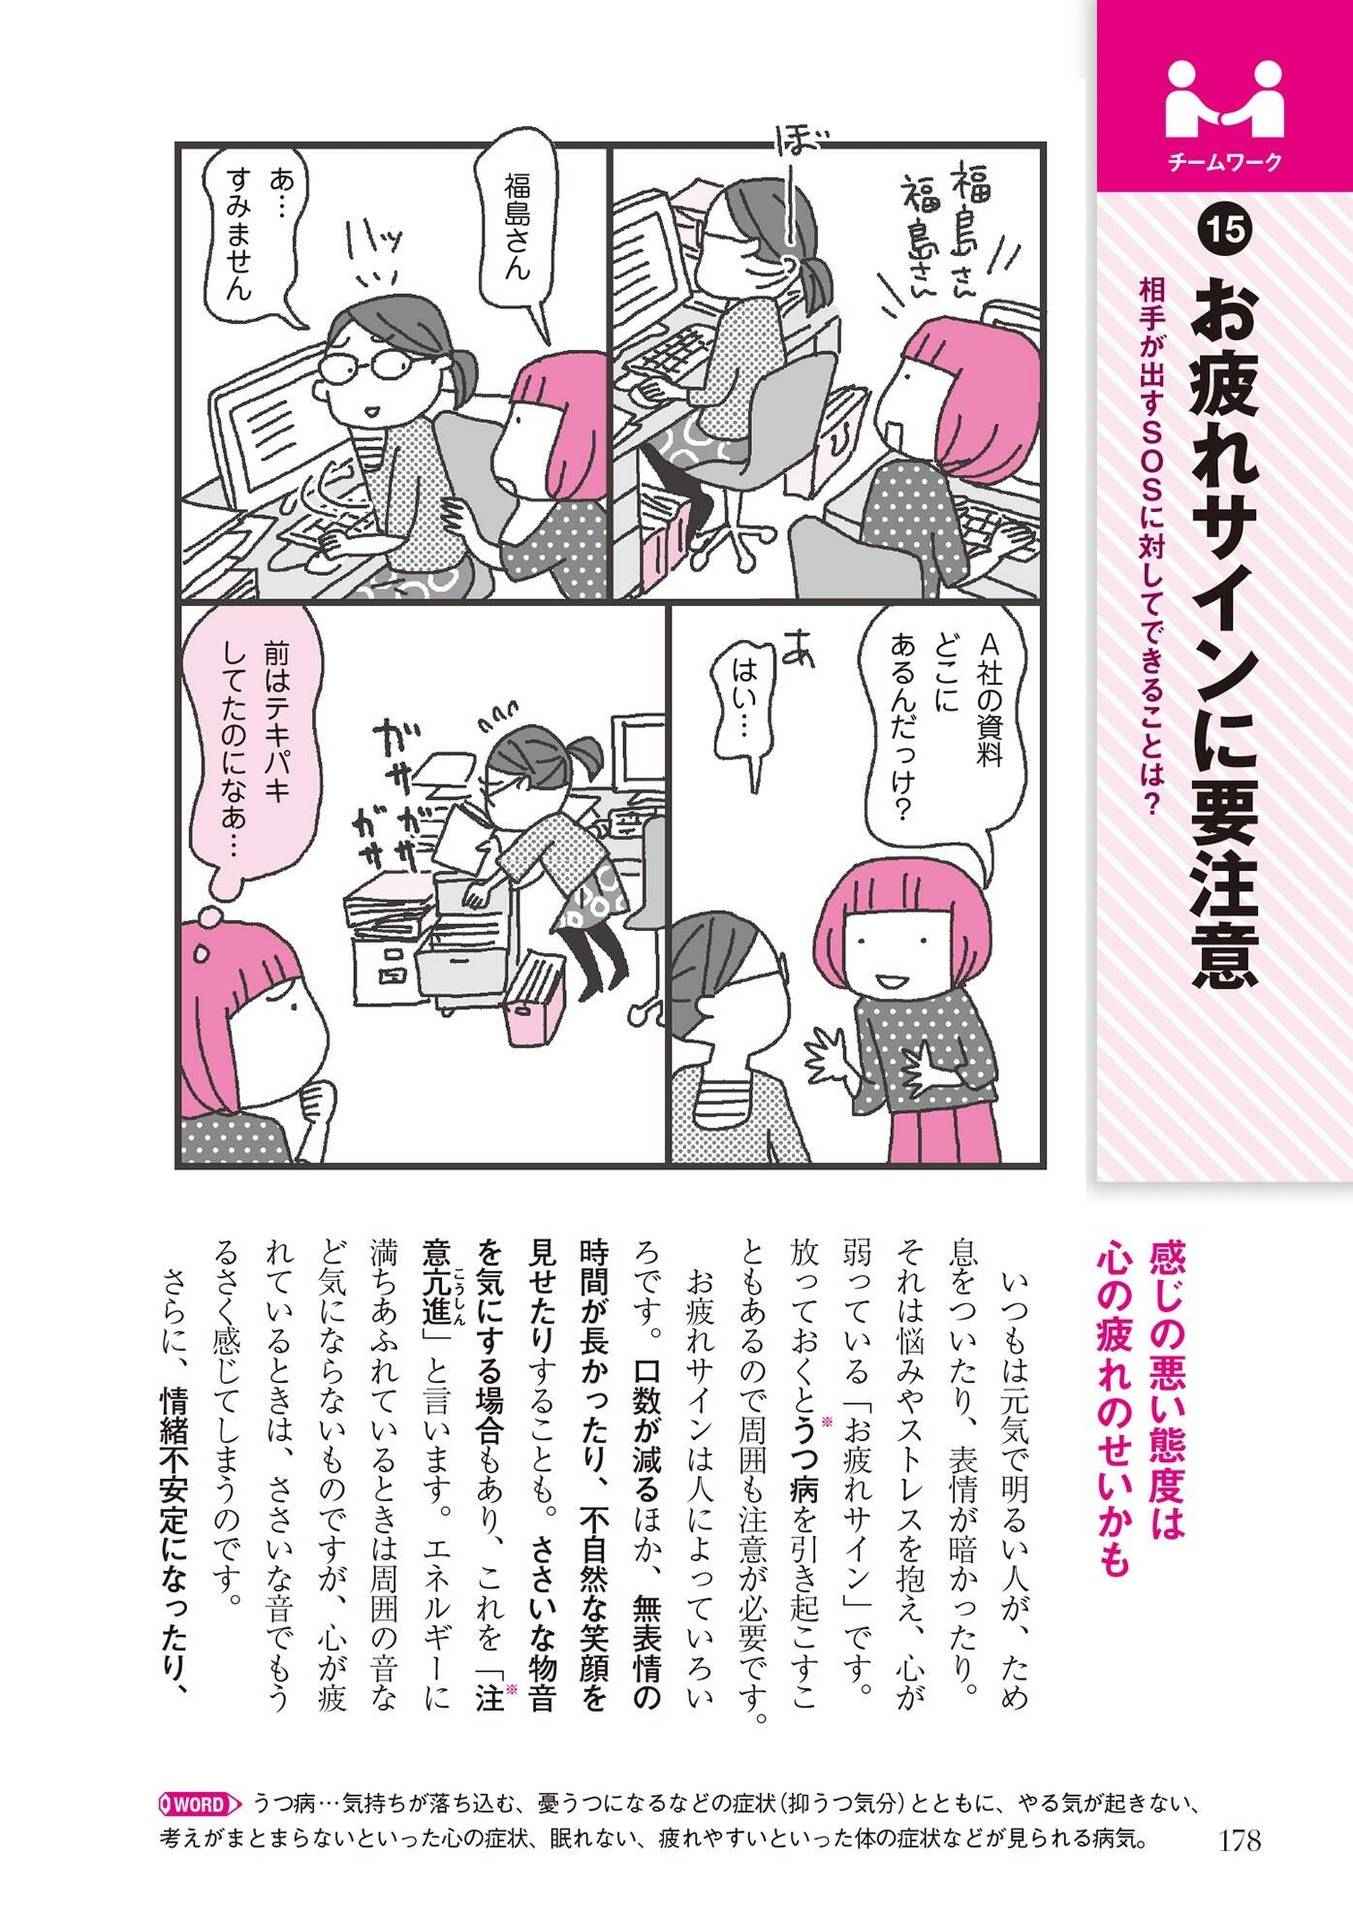 チームワーク
15
お疲れサインに要注意
相手が出すSOSに対してできることは?
ぼ〜
福島さん
福島さん
福島さん
ハッ
あ…
すみません
A社の資料
どこに
あるんだっけ?
あ
はい…
ガサ
ガサ
ガサ
前はテキパキ
してたのになあ…
感じの悪い態度は
心の疲れのせいかも
いつもは元気で明るい人が、ため
息をついたり、表情が暗かったり。
それは悩みやストレスを抱え、心が
弱っている「お疲れサイン」です。
放っておくとうつ病※を引き起こすこ
ともあるので周囲も注意が必要です。
お疲れサインは人によっていろい
ろです。口数が減るほか、無表情の
時間が長かったり、不自然な笑顔を
見せたりすることも。ささいな物音
を気にする場合もあり、これを「注※
意亢進(こうしん)」と言います。エネルギーに
満ちあふれているときは周囲の音な
ど気にならないものですが、心が疲
れているときは、ささいな音でもう
るさく感じてしまうのです。
さらに、情緒不安定になったり、
WORD うつ病…気持ちが落ち込む、憂うつになるなどの症状(抑うつ気分)とともに、やる気が起きない、
考えがまとまらないといった心の症状、眠れない、疲れやすいといった体の症状などが見られる病気。
178